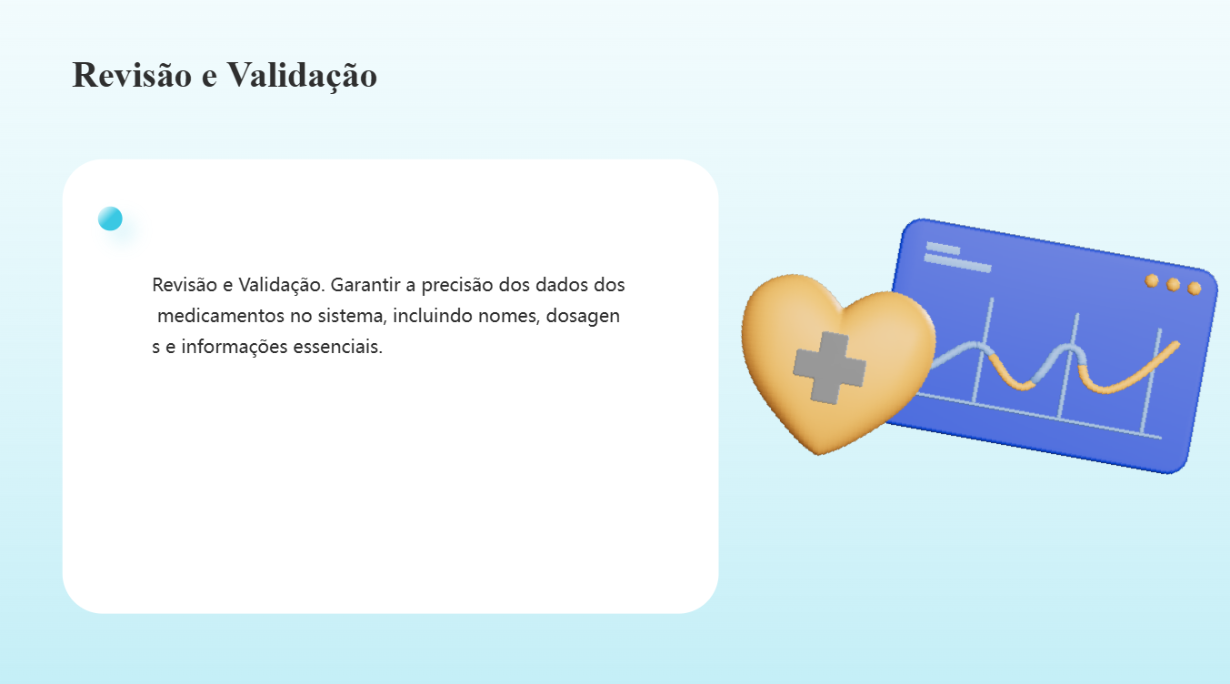 Revisão e Validação
Revisão e Validação. Garantir a precisão dos dados dos
medicamentos no sistema, incluindo nomes, dosagen
s e informações essenciais.